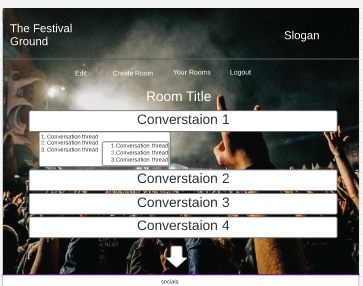 The Festival
Ground
Slogan
Edit
Create Room
Your Rooms
Logout
Room Title
Converstaion 1
1. Conversation thread
2. Conversation thread
3. Conversation thread
1.Conversation thread
2.Conversation thread
3.Conversation thread
Converstaion 2
Converstaion 3
Converstaion 4
socials